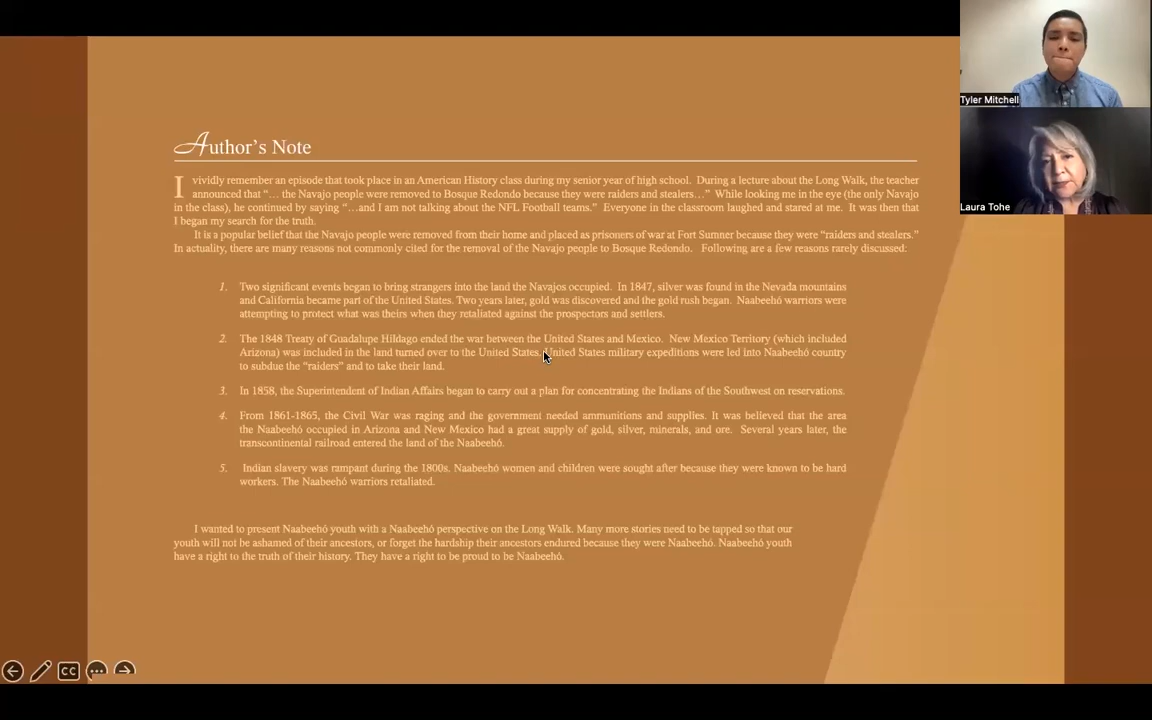 Author's Note
I vividly remember an episode that took place in an American History class during my senior year of high school. During a lecture about the Long Walk, the teacher
announced that "… the Navajo people were removed to Bosque Redondo because they were raiders and stealers…" While looking me in the eye (the only Navajo
in the class), he continued by saying "…and I am not talking about the NFL Football teams." Everyone in the classroom laughed and stared at me. It was then that
I began my search for the truth.
It is a popular belief that the Navajo people were removed from their home and placed as prisoners of war at Fort Sumner because they were "raiders and stealers."
In actuality, there are many reasons not commonly cited for the removal of the Navajo people to Bosque Redondo. Following are a few reasons rarely discussed:
1. Two significant events began to bring strangers into the land the Navajos occupied. In 1847, silver was found in the Nevada mountains
and California became part of the United States. Two years later, gold was discovered and the gold rush began. Naabeehó warriors were
attempting to protect what was theirs when they retaliated against the prospectors and settlers.
2. The 1848 Treaty of Guadalupe Hildago ended the war between the United States and Mexico. New Mexico Territory (which included
Arizona) was included in the land turned over to the United States. United States military expeditions were led into Naabeehó country
to subdue the "raiders" and to take their land.
3. In 1858, the Superintendent of Indian Affairs began to carry out a plan for concentrating the Indians of the Southwest on reservations.
4. From 1861-1865, the Civil War was raging and the government needed ammunitions and supplies. It was believed that the area
the Naabeehó occupied in Arizona and New Mexico had a great supply of gold, silver, minerals, and ore. Several years later, the
transcontinental railroad entered the land of the Naabeehó.
5. Indian slavery was rampant during the 1800s. Naabeehó women and children were sought after because they were known to be hard
workers. The Naabeehó warriors retaliated.
I wanted to present Naabeehó youth with a Naabeehó perspective on the Long Walk. Many more stories need to be tapped so that our
youth will not be ashamed of their ancestors, or forget the hardship their ancestors endured because they were Naabeehó. Naabeehó youth
have a right to the truth of their history. They have a right to be proud to be Naabeehó.
Tyler Mitchell
Laura Tohe
CC